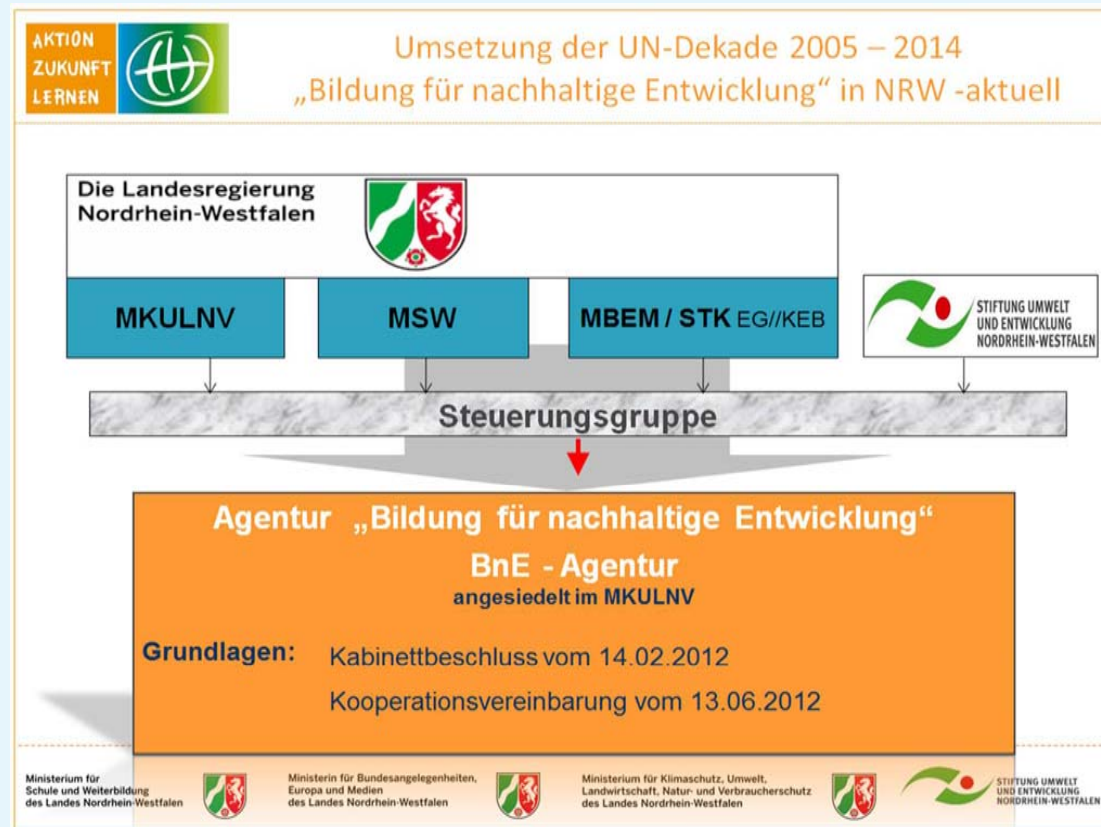 AKTION
ZUKUNFT
LERNEN
Umsetzung der UN-Dekade 2005 – 2014
„Bildung für nachhaltige Entwicklung“ in NRW -aktuell
Die Landesregierung
Nordrhein-Westfalen
MKULNV
MSW
MBEM / STK EG//KEB
STIFTUNG UMWELT
UND ENTWICKLUNG
NORDRHEIN-WESTFALEN
Steuerungsgruppe
Agentur „Bildung für nachhaltige Entwicklung“
BnE - Agentur
angesiedelt im MKULNV
Grundlagen: Kabinettbeschluss vom 14.02.2012
Kooperationsvereinbarung vom 13.06.2012
Ministerium für
Schule und Weiterbildung
des Landes Nordrhein-Westfalen
Ministerin für Bundesangelegenheiten,
Europa und Medien
des Landes Nordrhein-Westfalen
Ministerium für Klimaschutz, Umwelt,
Landwirtschaft, Natur- und Verbraucherschutz
des Landes Nordrhein-Westfalen
STIFTUNG UMWELT
UND ENTWICKLUNG
NORDRHEIN-WESTFALEN